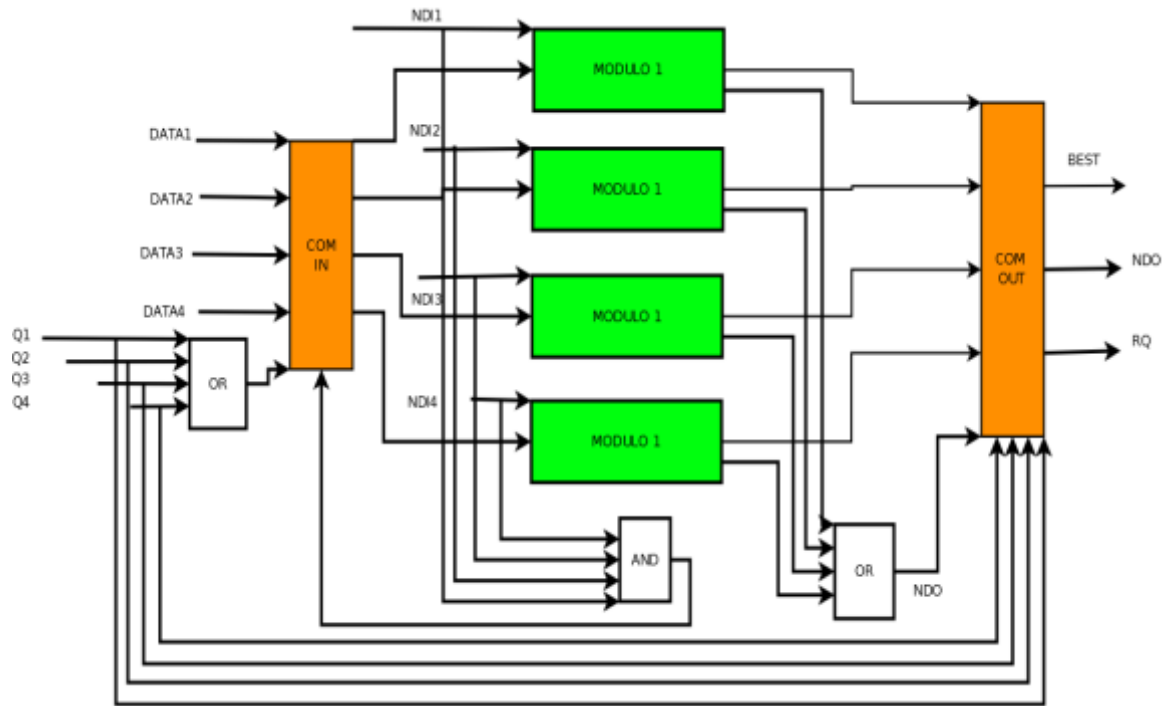 NDI1
MODULO 1
DATA1
NDI2
DATA2
MODULO 1
BEST
DATA3
COM
IN
COM
OUT
NDO
NDI3
MODULO 1
DATA4
Q1
RQ
Q2
Q3
OR
Q4
NDI4
MODULO 1
AND
OR
NDO